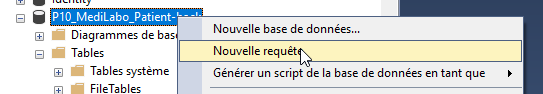 Identity
P10_MediLabo_Patient-back
Nouvelle base de données...
Diagrammes de base
Nouvelle requête
Tables
Tables système
Générer un script de la base de données en tant que
FileTables